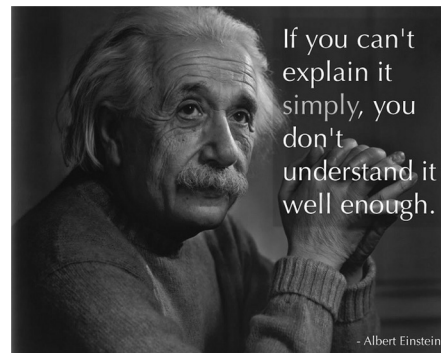 If you can't
explain it
simply, you
don't
understand it
well enough.
- Albert Einstein